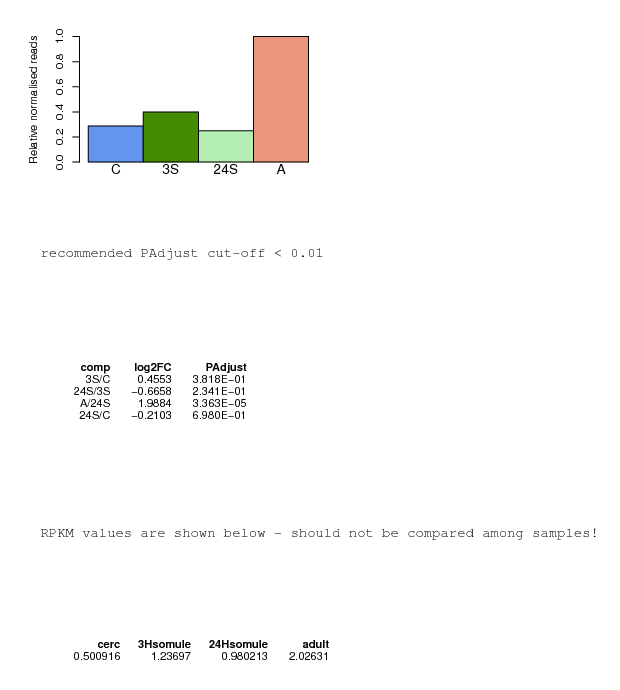 Relative normalised reads
1.0
0.8
0.6
0.4
0.2
0.0
C 3S 24S A
recommended PAdjust cut-off < 0.01
comp log2FC PAdjust
3S/C 0.4553 3.818E−01
24S/3S −0.6658 2.341E−01
A/24S 1.9884 3.363E−05
24S/C −0.2103 6.980E−01
RPKM values are shown below - should not be compared among samples!
cerc 3Hsomule 24Hsomule adult
0.500916 1.23697 0.980213 2.02631